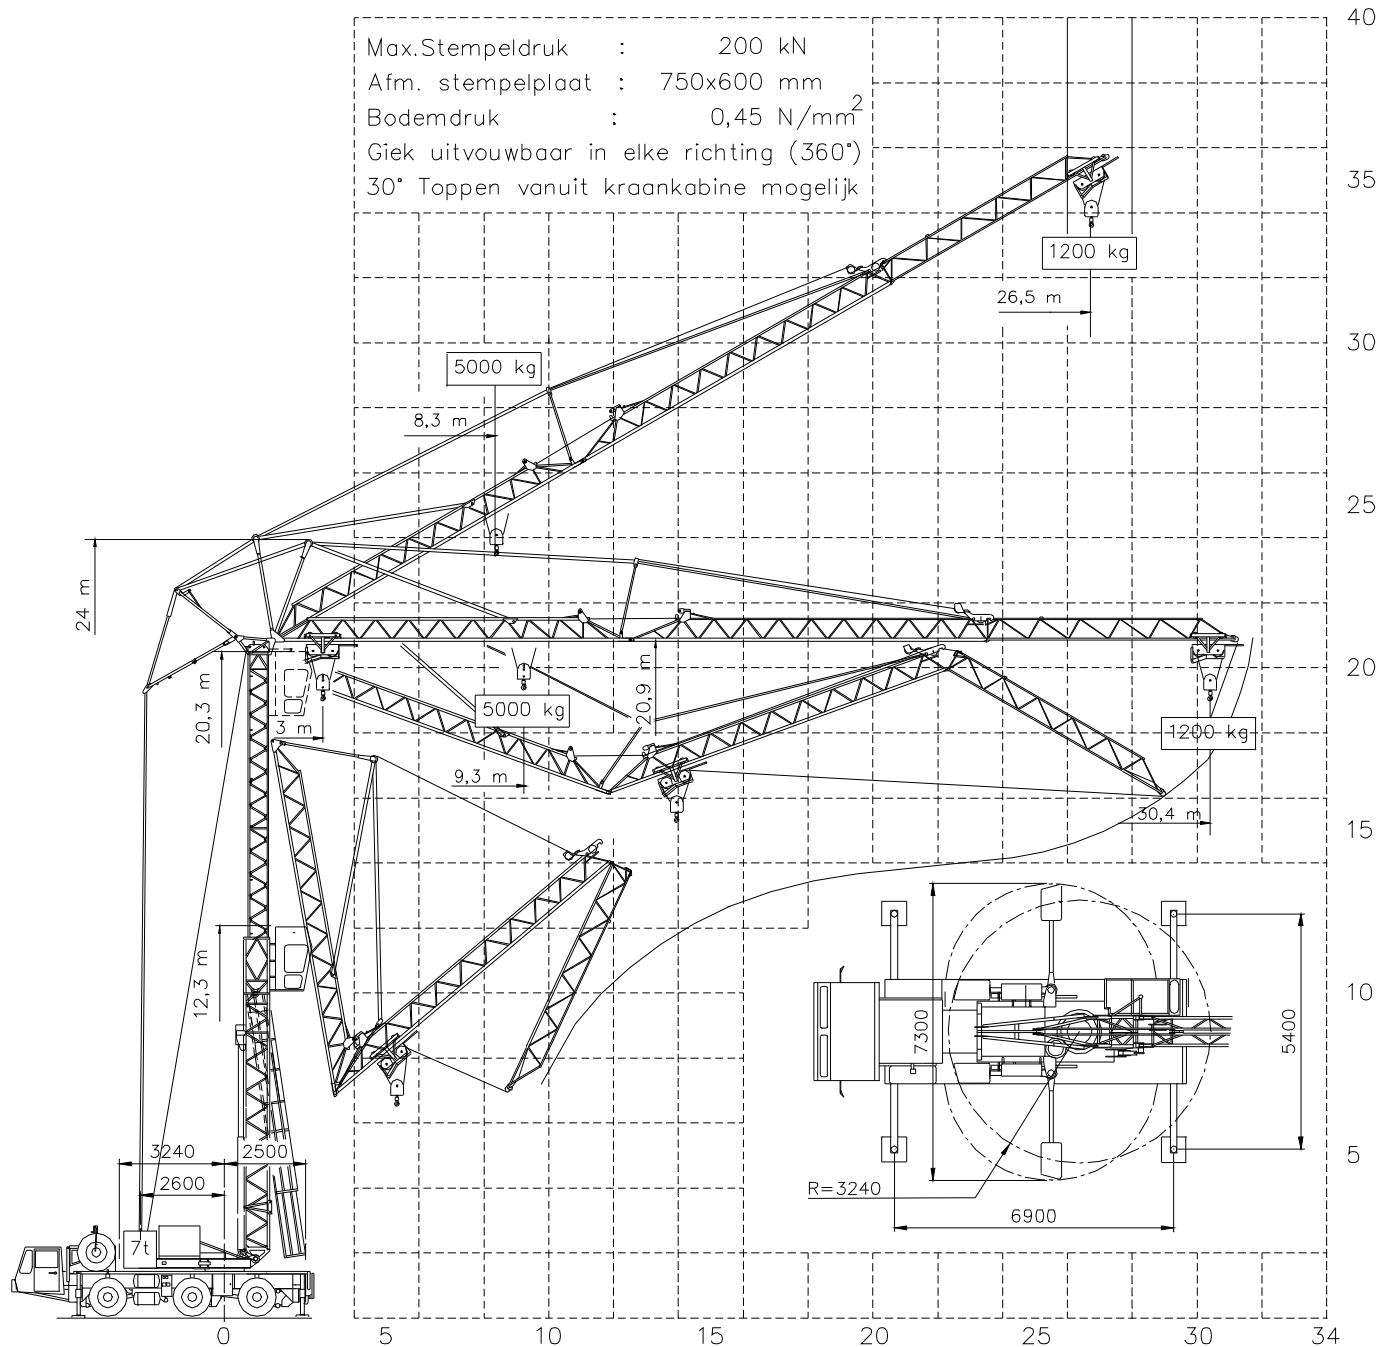 40
Max.Stempeldruk : 200 kN
Afm. stempelplaat : 750x600 mm
Bodemdruk : 0,45 N/mm²
Giek uitvouwbaar in elke richting (360°)
30° Toppen vanuit kraankabine mogelijk
35
1200 kg
26,5 m
30
5000 kg
8,3 m
25
24 m
20
20,3 m
20,9 m
3 m
5000 kg
1200 kg
9,3 m
30,4 m
15
12,3 m
10
7300
5400
3240
2500
5
2600
R=3240
6900
7t
0
5
10
15
20
25
30
34